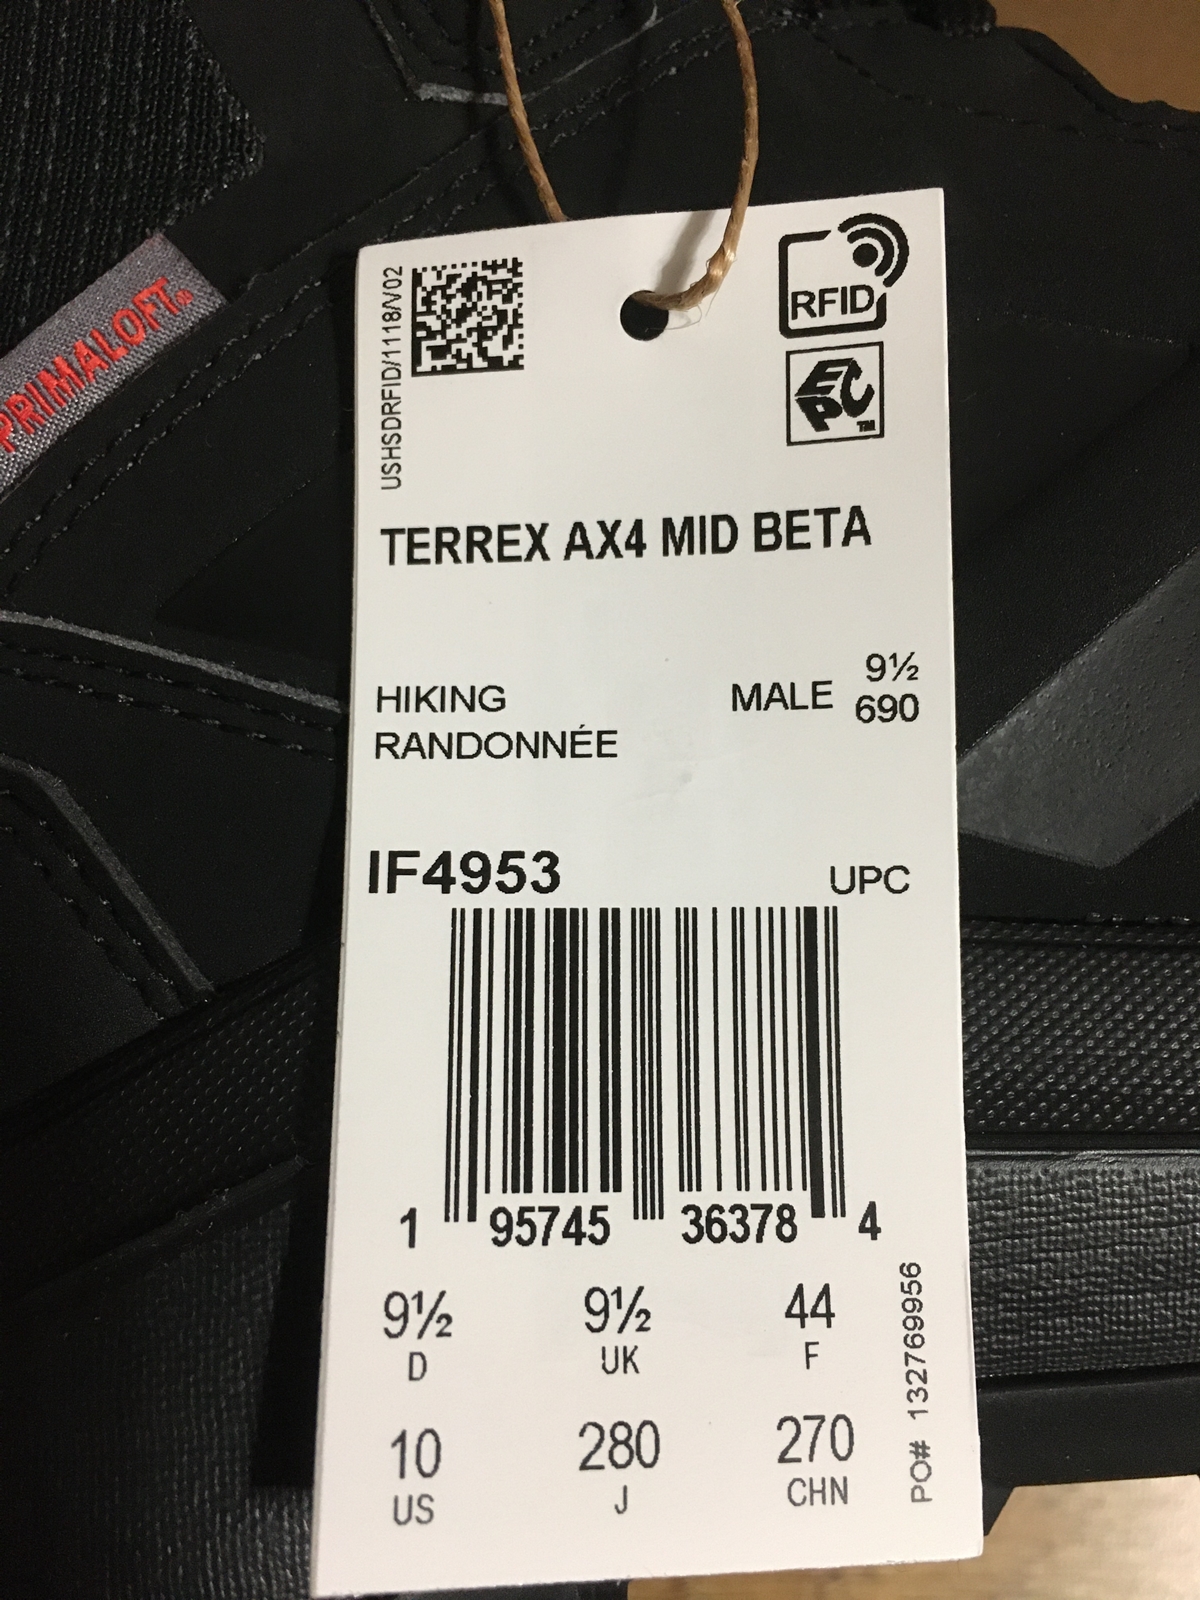 PRIMALOFT®
USHSDRFID/1118/V02
RFID
EPC™
TERREX AX4 MID BETA
HIKING
RANDONNÉE
MALE 9½
690
IF4953
UPC
1 95745 36378 4
9½ 9½ 44
D UK F
10 280 270
US J CHN
PO# 132769956